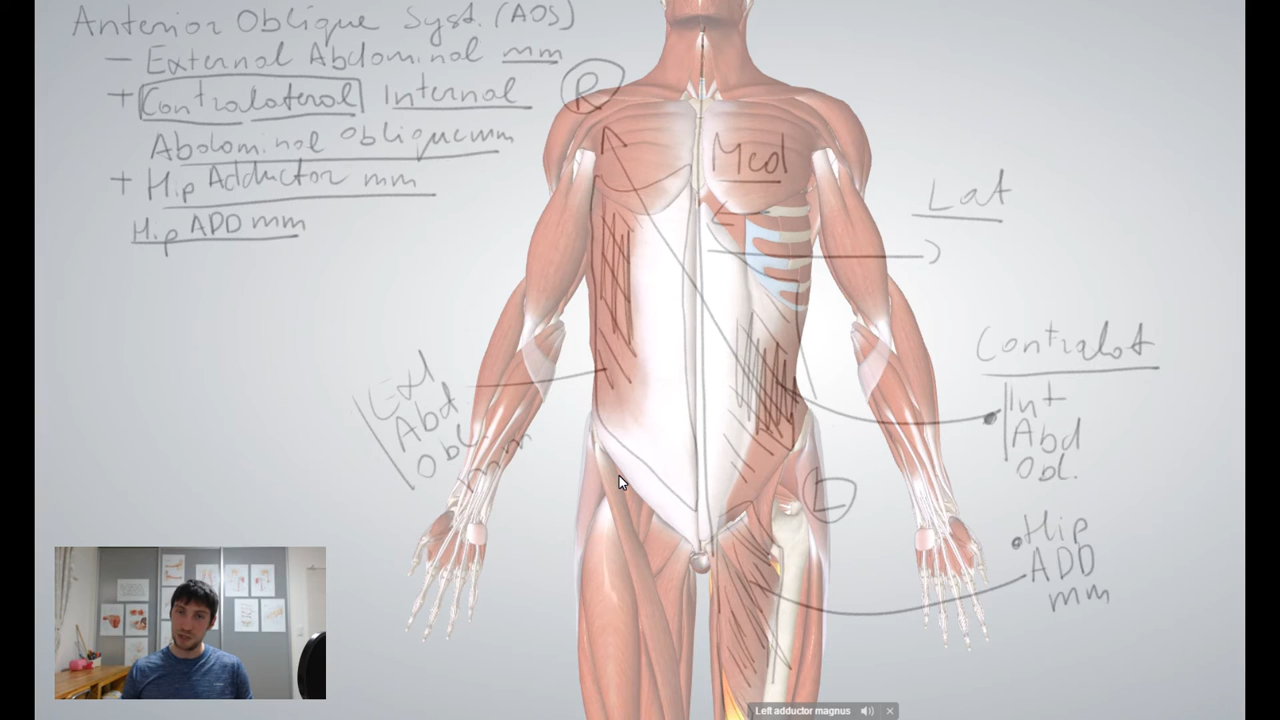 Anterior Oblique Syst. (AOS)
- External Abdominal mm
+ Contralateral Internal
Abdominal Oblique mm
+ Hip Adductor mm
Hip ADD mm
R
Med
Lat
Ext
Abd
Obl.
mm
Contralat
Int
Abd
Obl.
L
Hip
ADD
mm
Left adductor magnus